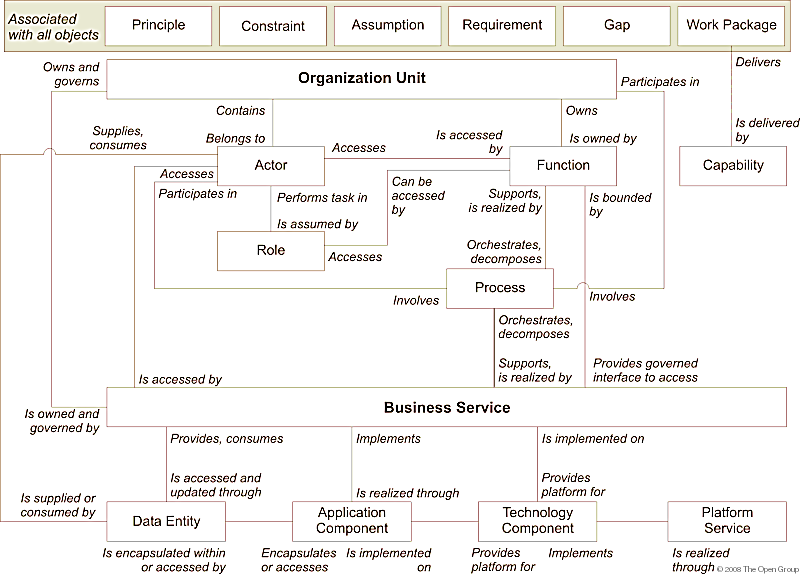 Associated
with all objects
Principle
Constraint
Assumption
Requirement
Gap
Work Package
Owns and
governs
Organization Unit
Participates in
Delivers
Contains
Owns
Supplies,
consumes
Belongs to
Accesses
Is accessed
by
Is owned by
Is delivered
by
Actor
Function
Capability
Accesses
Participates in
Performs task in
Can be
accessed
by
Supports,
is realized by
Is bounded
by
Is assumed by
Role
Accesses
Orchestrates,
decomposes
Process
Involves
Involves
Orchestrates,
decomposes
Is accessed by
Supports,
is realized by
Provides governed
interface to access
Is owned and
governed by
Business Service
Provides, consumes
Implements
Is implemented on
Is accessed and
updated through
Is realized through
Provides
platform for
Is supplied or
consumed by
Data Entity
Application
Component
Technology
Component
Platform
Service
Is encapsulated within
or accessed by
Encapsulates
or accesses
Is implemented
on
Provides
platform for
Implements
Is realized
through
© 2008 The Open Group